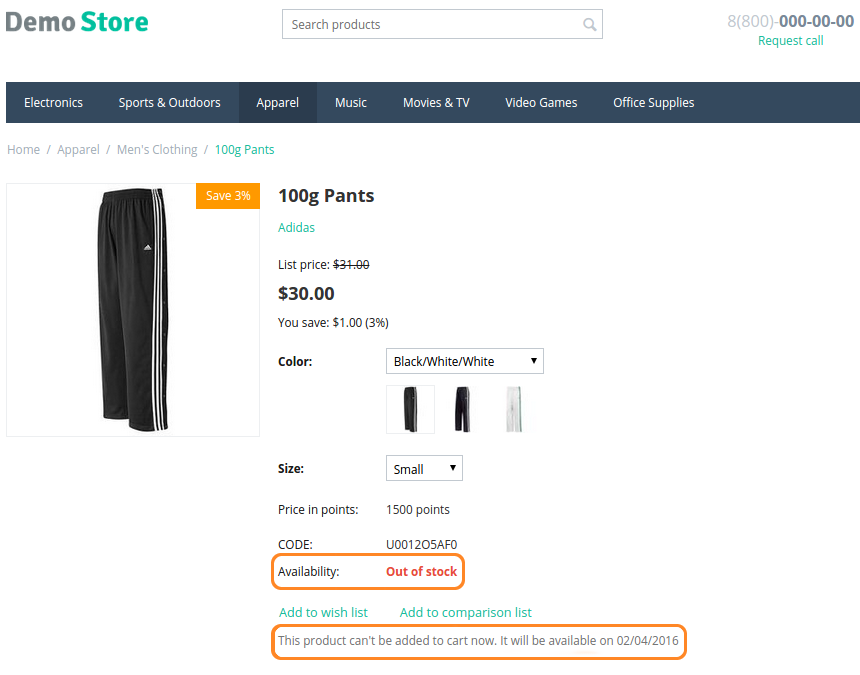 Demo Store
Search products
8(800)-000-00-00
Request call
Electronics Sports & Outdoors Apparel Music Movies & TV Video Games Office Supplies
Home / Apparel / Men's Clothing / 100g Pants
Save 3%
100g Pants
Adidas
List price: $31.00
$30.00
You save: $1.00 (3%)
Color: Black/White/White
Size: Small
Price in points: 1500 points
CODE: U0012O5AF0
Availability: Out of stock
Add to wish list Add to comparison list
This product can't be added to cart now. It will be available on 02/04/2016